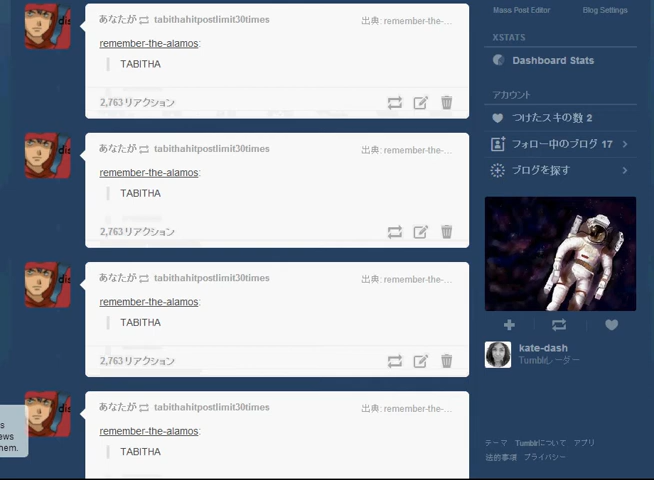 あなたが tabithahitpostlimit30times 出典: remember-the-...
remember-the-alamos:
TABITHA
2,763 リアクション
あなたが tabithahitpostlimit30times 出典: remember-the-...
remember-the-alamos:
TABITHA
2,763 リアクション
あなたが tabithahitpostlimit30times 出典: remember-the-...
remember-the-alamos:
TABITHA
2,763 リアクション
あなたが tabithahitpostlimit30times 出典: remember-the-...
remember-the-alamos:
TABITHA
s
ews
hem.
Mass Post Editor Blog Settings
XSTATS
Dashboard Stats
アカウント
つけたスキの数 2
フォロー中のブログ 17
ブログを探す
kate-dash
Tumblrレーダー
テーマ Tumblrについて アプリ
法的事項 プライバシー